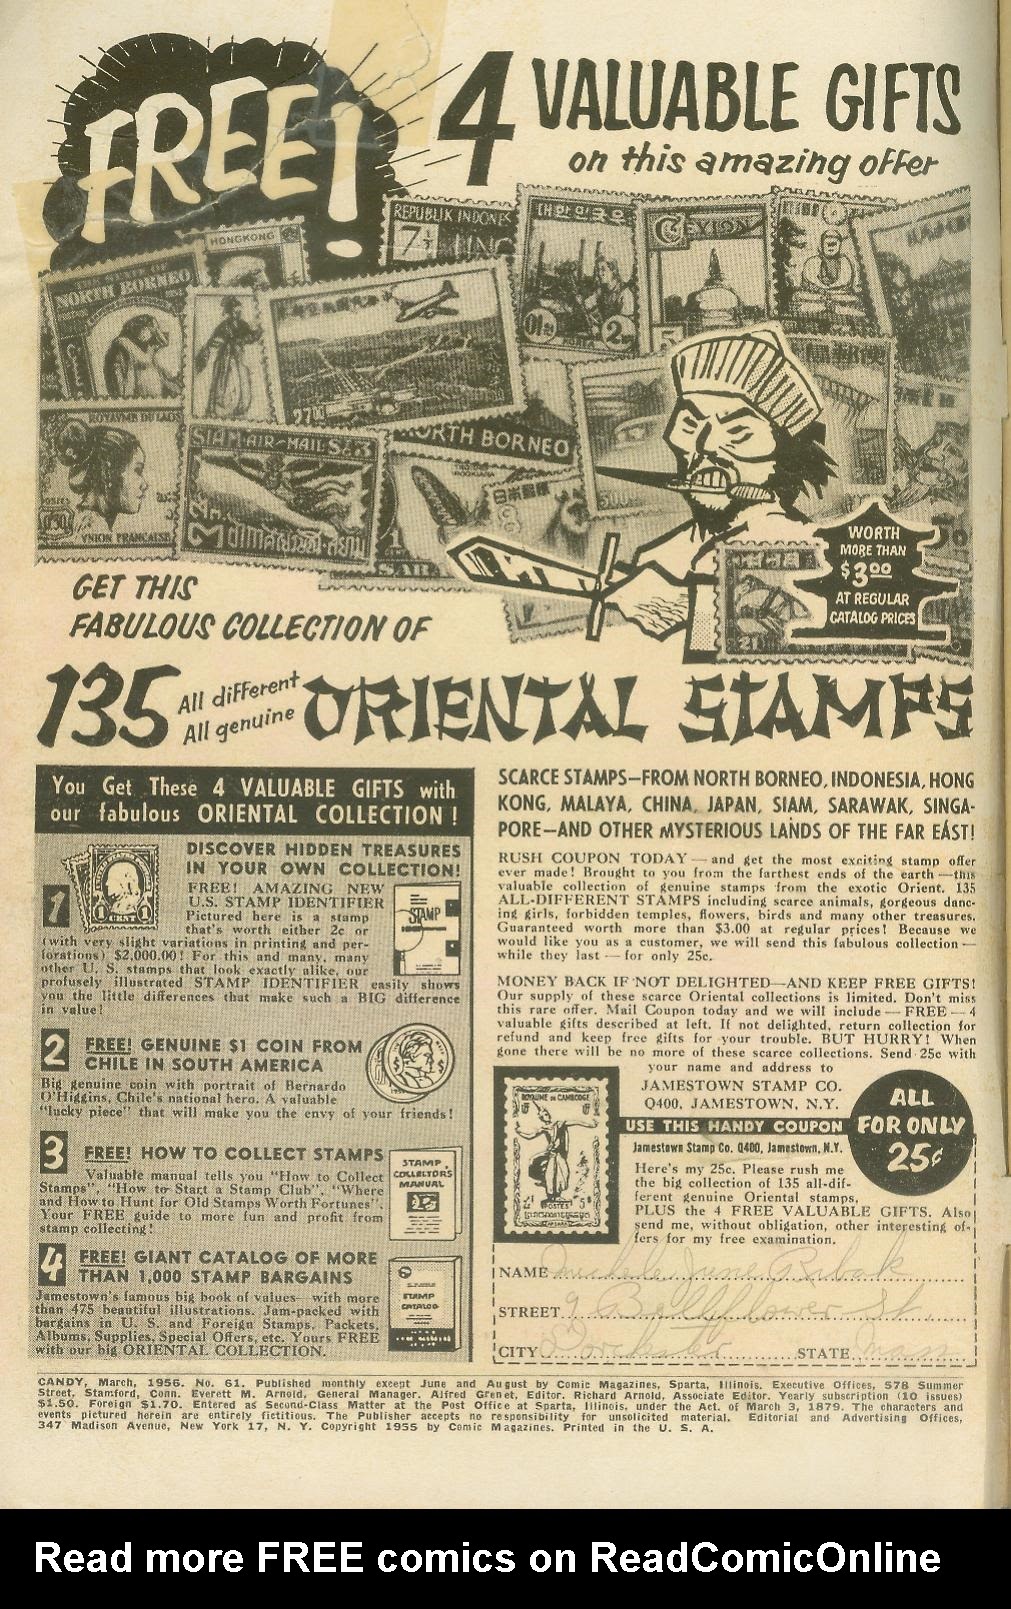 FREE!
4 VALUABLE GIFTS
on this amazing offer
HONGKONG
REPUBLIK INDONES
대한민국우표
CEYLON
THE STATE OF
NORTH BORNEO
ROYAUME DU LAOS
UNION FRANCAISE
SIAM-AIR-MAIL-S
NORTH BORNEO
日本郵便
WORTH
MORE THAN
$3.00
AT REGULAR
CATALOG PRICES
GET THIS
FABULOUS COLLECTION OF
135 All different
All genuine
ORIENTAL STAMPS
You Get These 4 VALUABLE GIFTS with
our fabulous ORIENTAL COLLECTION !
1
DISCOVER HIDDEN TREASURES
IN YOUR OWN COLLECTION!
FREE! AMAZING NEW
U.S. STAMP IDENTIFIER
Pictured here is a stamp
that's worth either 2c or
(with very slight variations in printing and per-
forations) $2,000.00! For this and many, many
other U. S. stamps that look exactly alike, our
profusely illustrated STAMP IDENTIFIER easily shows
you the little differences that make such a BIG difference
in value!
STAMP
1 CENT 1
2
FREE! GENUINE $1 COIN FROM
CHILE IN SOUTH AMERICA
Big genuine coin with portrait of Bernardo
O'Higgins, Chile's national hero. A valuable
"lucky piece" that will make you the envy of your friends!
3
FREE! HOW TO COLLECT STAMPS
Valuable manual tells you "How to Collect
Stamps", "How to Start a Stamp Club", "Where
and How to Hunt for Old Stamps Worth Fortunes".
Your FREE guide to more fun and profit from
stamp collecting!
STAMP
COLLECTORS
MANUAL
4
FREE! GIANT CATALOG OF MORE
THAN 1,000 STAMP BARGAINS
Jamestown's famous big book of values—with more
than 475 beautiful illustrations. Jam-packed with
bargains in U. S. and Foreign Stamps, Packets,
Albums, Supplies, Special Offers, etc. Yours FREE
with our big ORIENTAL COLLECTION.
STAMP
CATALOG
SCARCE STAMPS—FROM NORTH BORNEO, INDONESIA, HONG
KONG, MALAYA, CHINA, JAPAN, SIAM, SARAWAK, SINGA-
PORE—AND OTHER MYSTERIOUS LANDS OF THE FAR EAST!
RUSH COUPON TODAY — and get the most exciting stamp offer
ever made! Brought to you from the farthest ends of the earth — this
valuable collection of genuine stamps from the exotic Orient. 135
ALL-DIFFERENT STAMPS including scarce animals, gorgeous danc-
ing girls, forbidden temples, flowers, birds and many other treasures.
Guaranteed worth more than $3.00 at regular prices! Because we
would like you as a customer, we will send this fabulous collection —
while they last — for only 25c.
MONEY BACK IF NOT DELIGHTED—AND KEEP FREE GIFTS!
Our supply of these scarce Oriental collections is limited. Don't miss
this rare offer. Mail Coupon today and we will include — FREE — 4
valuable gifts described at left. If not delighted, return collection for
refund and keep free gifts for your trouble. BUT HURRY! When
gone there will be no more of these scarce collections. Send 25c with
your name and address to
JAMESTOWN STAMP CO.
Q400, JAMESTOWN, N.Y.
ALL
FOR ONLY
25¢
USE THIS HANDY COUPON
ROYAUME DE CAMBODGE
POSTES
Jamestown Stamp Co. Q400, Jamestown, N.Y.
Here's my 25c. Please rush me
the big collection of 135 all-dif-
ferent genuine Oriental stamps,
PLUS the 4 FREE VALUABLE GIFTS. Also
send me, without obligation, other interesting of-
fers for my free examination.
NAME Michele June
STREET 9 Bellflower St
CITY Dorchester STATE Mass
CANDY, March, 1956. No. 61. Published monthly except June and August by Comic Magazines, Sparta, Illinois. Executive Offices, 578 Summer
Street, Stamford, Conn. Everett M. Arnold, General Manager. Alfred Grenet, Editor. Richard Arnold, Associate Editor. Yearly subscription (10 issues)
$1.50. Foreign $1.70. Entered as Second-Class Matter at the Post Office at Sparta, Illinois, under the Act. of March 3, 1879. The characters and
events pictured herein are entirely fictitious. The Publisher accepts no responsibility for unsolicited material. Editorial and Advertising Offices,
347 Madison Avenue, New York 17, N. Y. Copyright 1955 by Comic Magazines. Printed in the U. S. A.
Read more FREE comics on ReadComicOnline